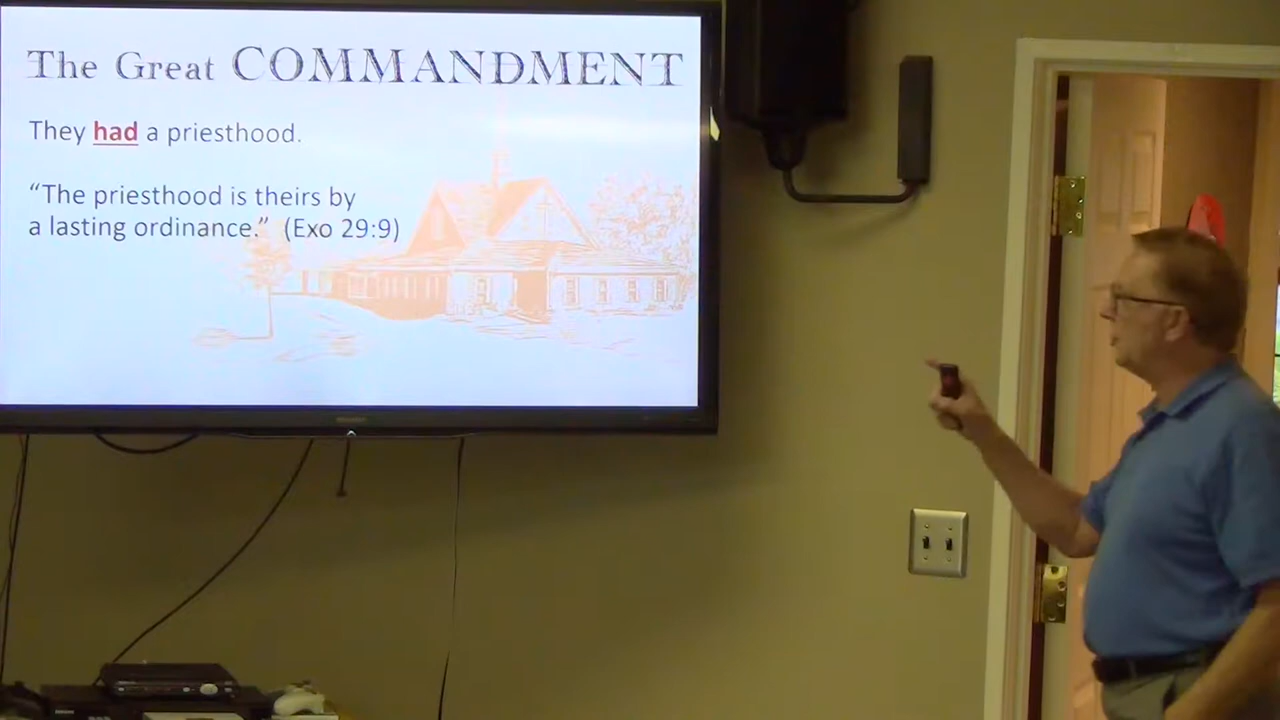 The Great COMMANDMENT
They had a priesthood.
“The priesthood is theirs by
a lasting ordinance.” (Exo 29:9)